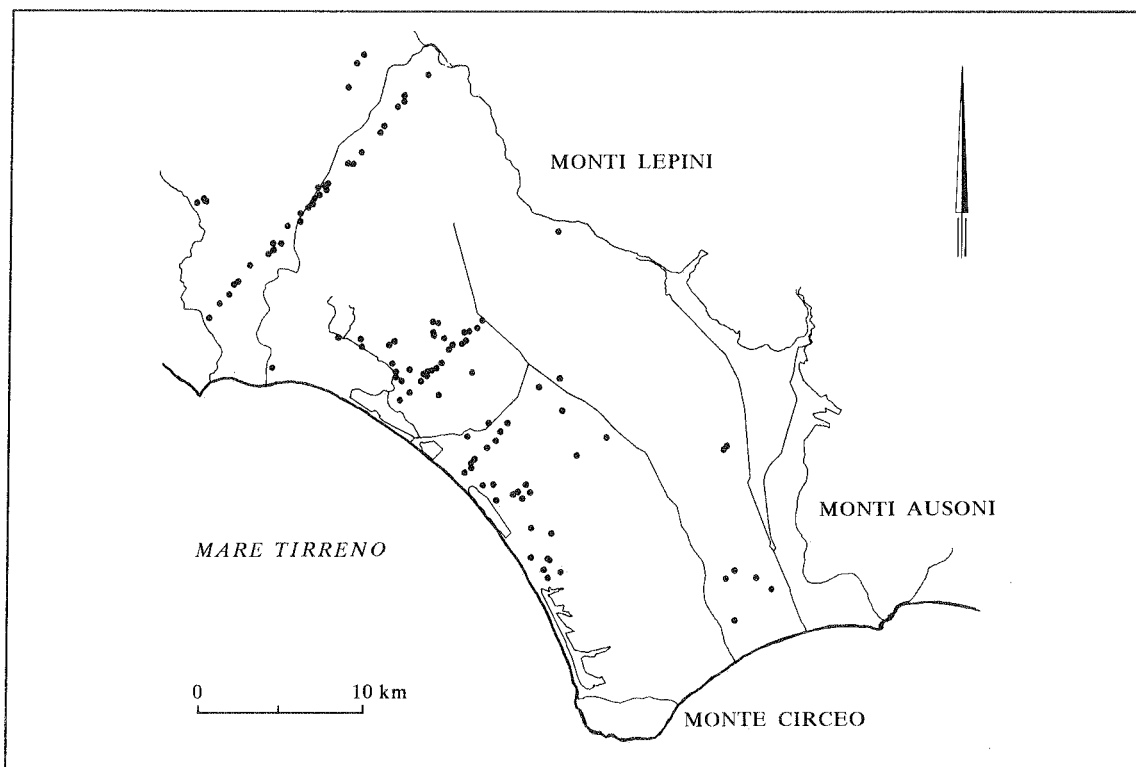 MONTI LEPINI
MONTI AUSONI
MARE TIRRENO
0 10 km
MONTE CIRCEO